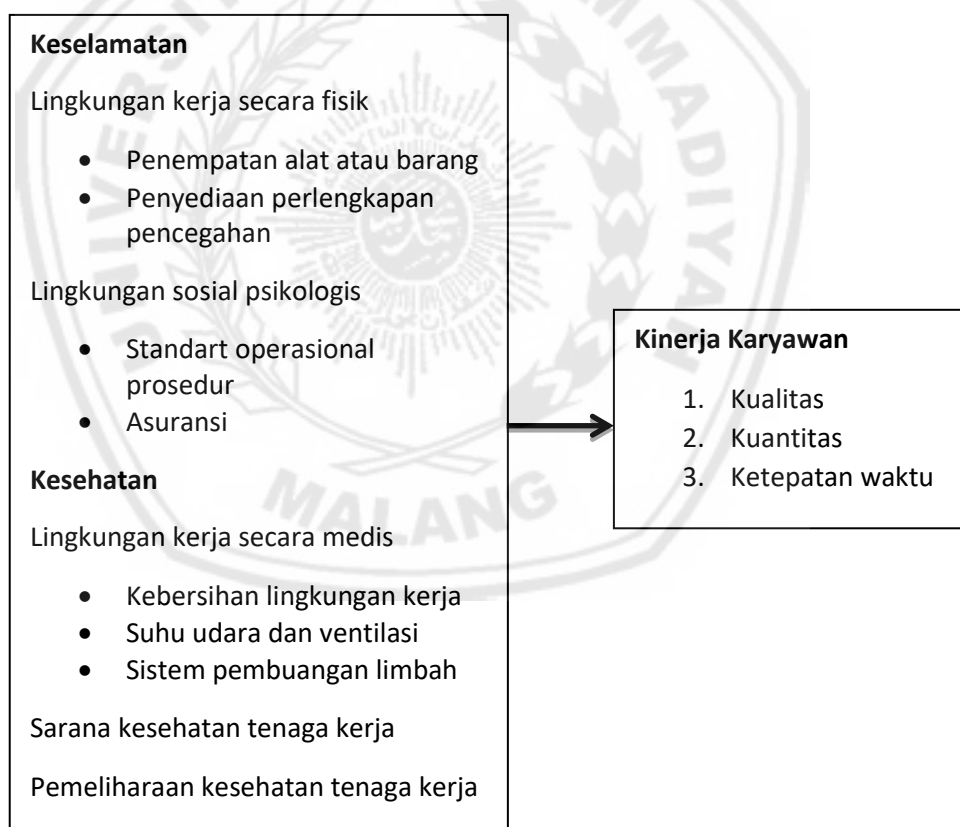 Keselamatan
Lingkungan kerja secara fisik
• Penempatan alat atau barang
• Penyediaan perlengkapan
pencegahan
Lingkungan sosial psikologis
• Standart operasional
prosedur
• Asuransi
Kesehatan
Lingkungan kerja secara medis
• Kebersihan lingkungan kerja
• Suhu udara dan ventilasi
• Sistem pembuangan limbah
Sarana kesehatan tenaga kerja
Pemeliharaan kesehatan tenaga kerja
Kinerja Karyawan
1. Kualitas
2. Kuantitas
3. Ketepatan waktu
MALANG